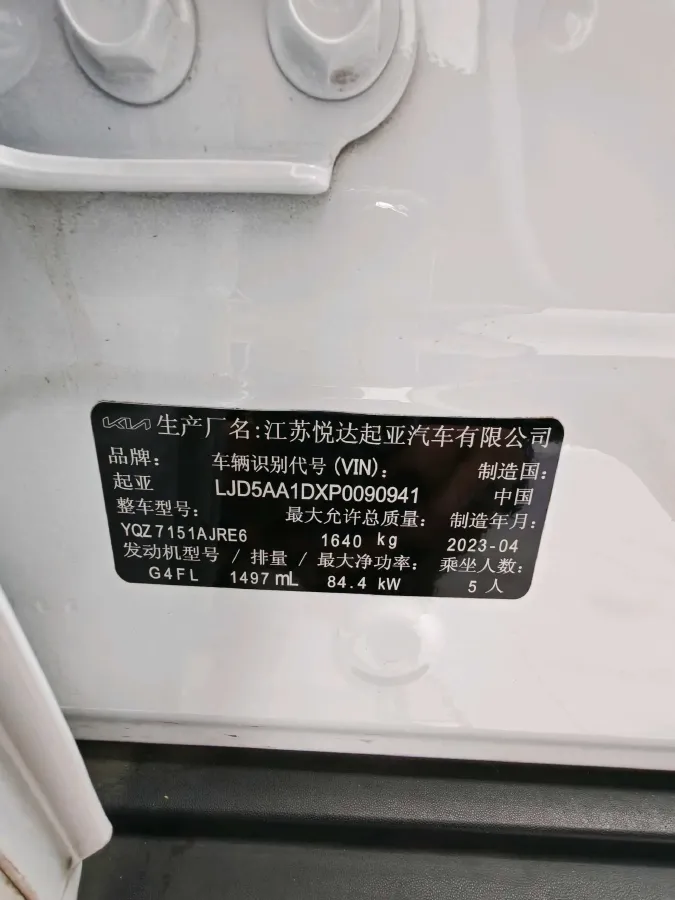 KIA 生产厂名:江苏悦达起亚汽车有限公司
品牌: 车辆识别代号(VIN): 制造国:
起亚 LJD5AA1DXP0090941 中国
整车型号: 最大允许总质量: 制造年月:
YQZ7151AJRE6 1640 kg 2023-04
发动机型号 / 排量 / 最大净功率: 乘坐人数:
G4FL 1497 mL 84.4 kW 5 人